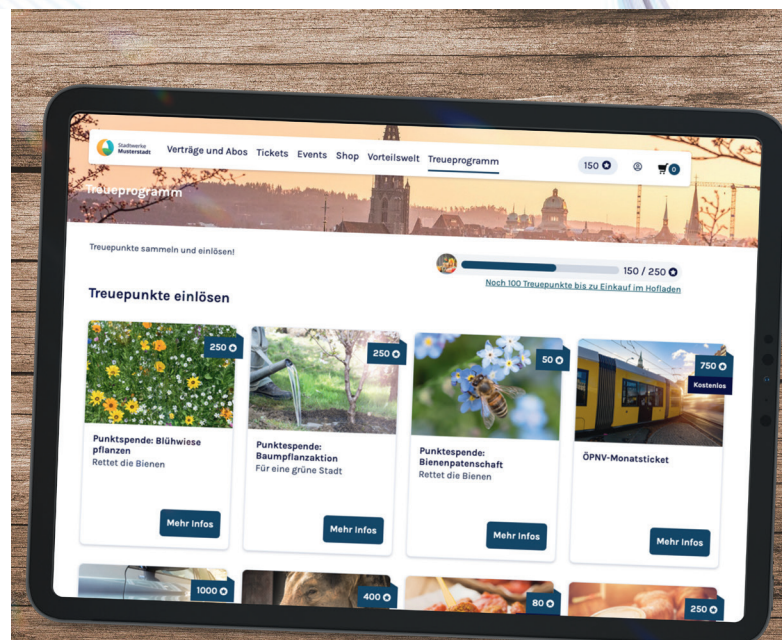 Stadtwerke
Musterstadt
Verträge und Abos Tickets Events Shop Vorteilswelt Treueprogramm
150
0
Treueprogramm
Treuepunkte sammeln und einlösen!
150 / 250
Noch 100 Treuepunkte bis zu Einkauf im Hofladen
Treuepunkte einlösen
250
250
50
750
Kostenlos
Punktspende: Blühwiese
pflanzen
Rettet die Bienen
Mehr Infos
Punktespende:
Baumpflanzaktion
Für eine grüne Stadt
Mehr Infos
Punktespende:
Bienenpatenschaft
Rettet die Bienen
Mehr Infos
ÖPNV-Monatsticket
Mehr Infos
1000
400
80
250